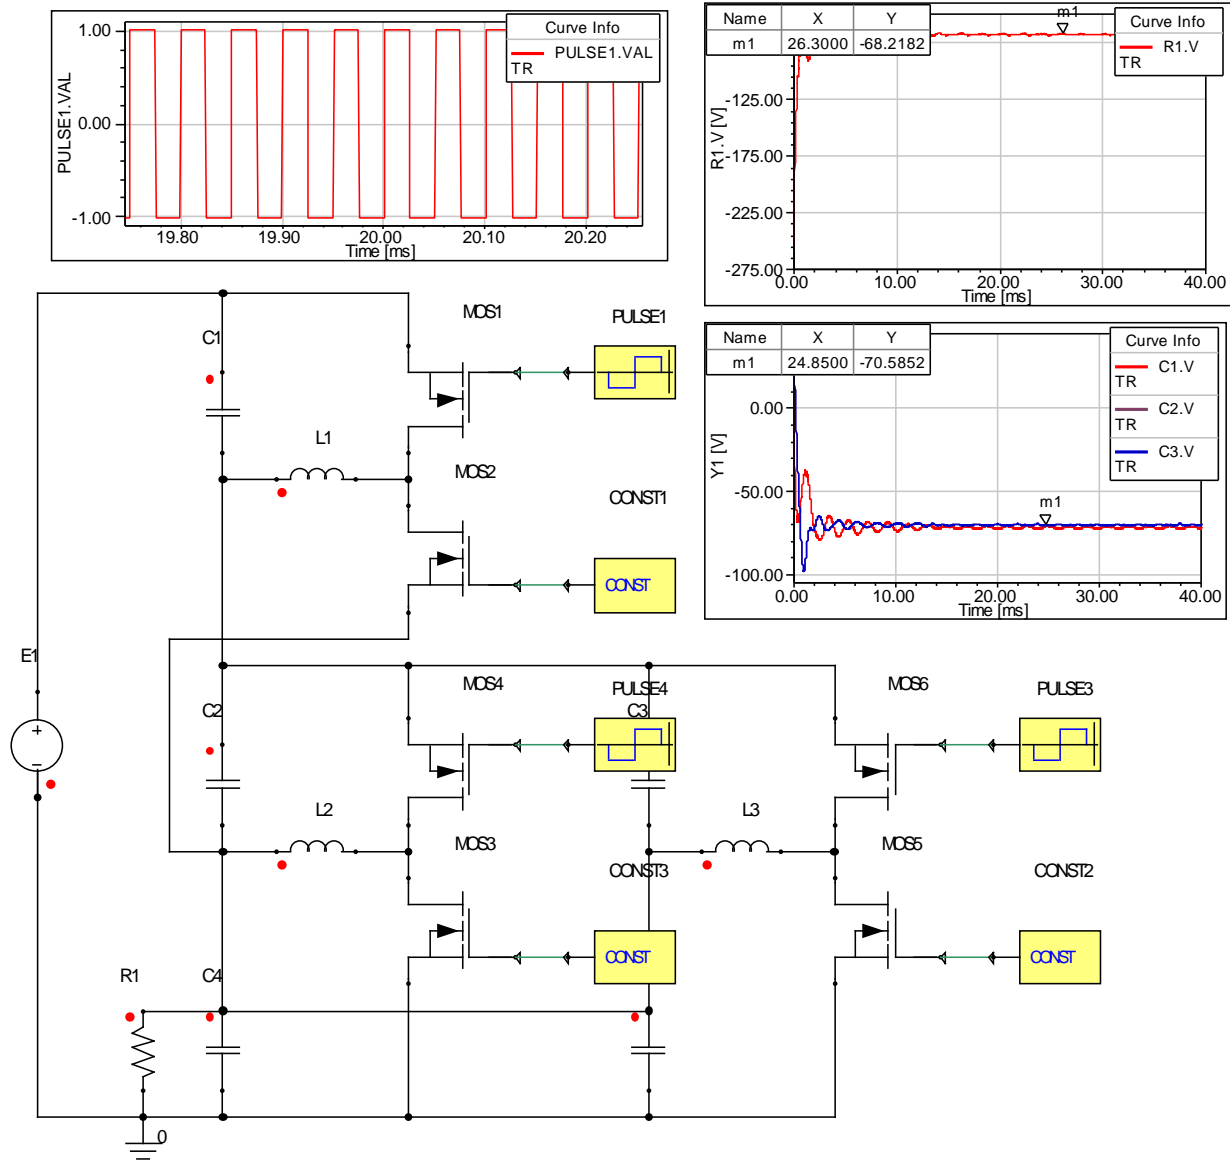 1.00
0.00
-1.00
PULSE1.VAL
19.80 19.90 20.00 20.10 20.20
Time [ms]
Curve Info
PULSE1.VAL
TR
Name X Y
m1 26.3000 -68.2182
m1
Curve Info
R1.V
TR
-125.00
-175.00
-225.00
-275.00
R1.V [V]
0.00 10.00 20.00 30.00 40.00
Time [ms]
Name X Y
m1 24.8500 -70.5852
Curve Info
C1.V
TR
C2.V
TR
C3.V
TR
0.00
-50.00
-100.00
Y1 [V]
m1
0.00 10.00 20.00 30.00 40.00
Time [ms]
MOS1
PULSE1
C1
L1
MOS2
CONST1
CONST
E1
+
−
MOS4
PULSE4
MOS6
PULSE3
C2
C3
L2
L3
MOS3
MOS5
CONST3
CONST2
CONST
CONST
R1
C4
0